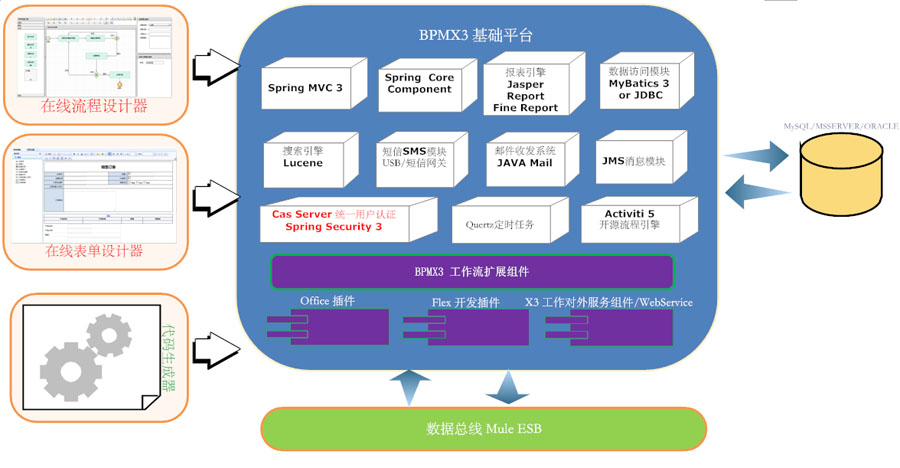 BPMX3 基础平台
在线流程设计器
Spring MVC 3
Spring Core
Component
报表引擎
Jasper
Report
Fine Report
数据访问模块
MyBatics 3
or JDBC
搜索引擎
Lucene
短信SMS模块
USB/短信网关
邮件收发系统
JAVA Mail
JMS消息模块
MySQL/MSSERVER/ORACLE
在线表单设计器
Cas Server 统一用户认证
Spring Security 3
Quertz定时任务
Activiti 5
开源流程引擎
BPMX3 工作流扩展组件
Office 插件
Flex 开发插件
X3 工作对外服务组件/WebService
代码生成器
数据总线 Mule ESB